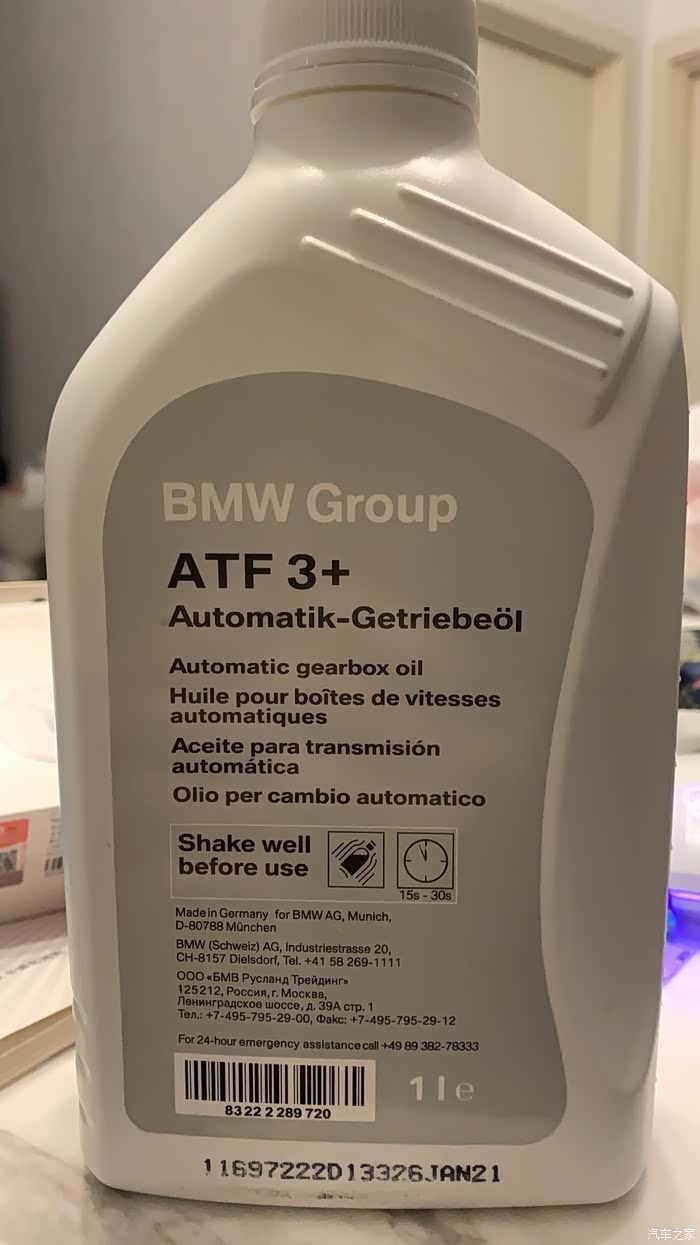 BMW Group
ATF 3+
Automatik-Getriebeöl
Automatic gearbox oil
Huile pour boîtes de vitesses
automatiques
Aceite para transmisión
automática
Olio per cambio automatico
Shake well
before use
15s - 30s
Made in Germany for BMW AG, Munich,
D-80788 München
BMW (Schweiz) AG, Industriestrasse 20,
CH-8157 Dielsdorf, Tel. +41 58 269-1111
ООО «БМВ Русланд Трейдинг»
125212, Россия, г. Москва,
Ленинградское шоссе, д. 39А стр. 1
Тел.: +7-495-795-29-00, Факс: +7-495-795-29-12
For 24-hour emergency assistance call +49 89 382-78333
83 22 2 289 720
1 l e
11697222D13326JAN21
汽车之家